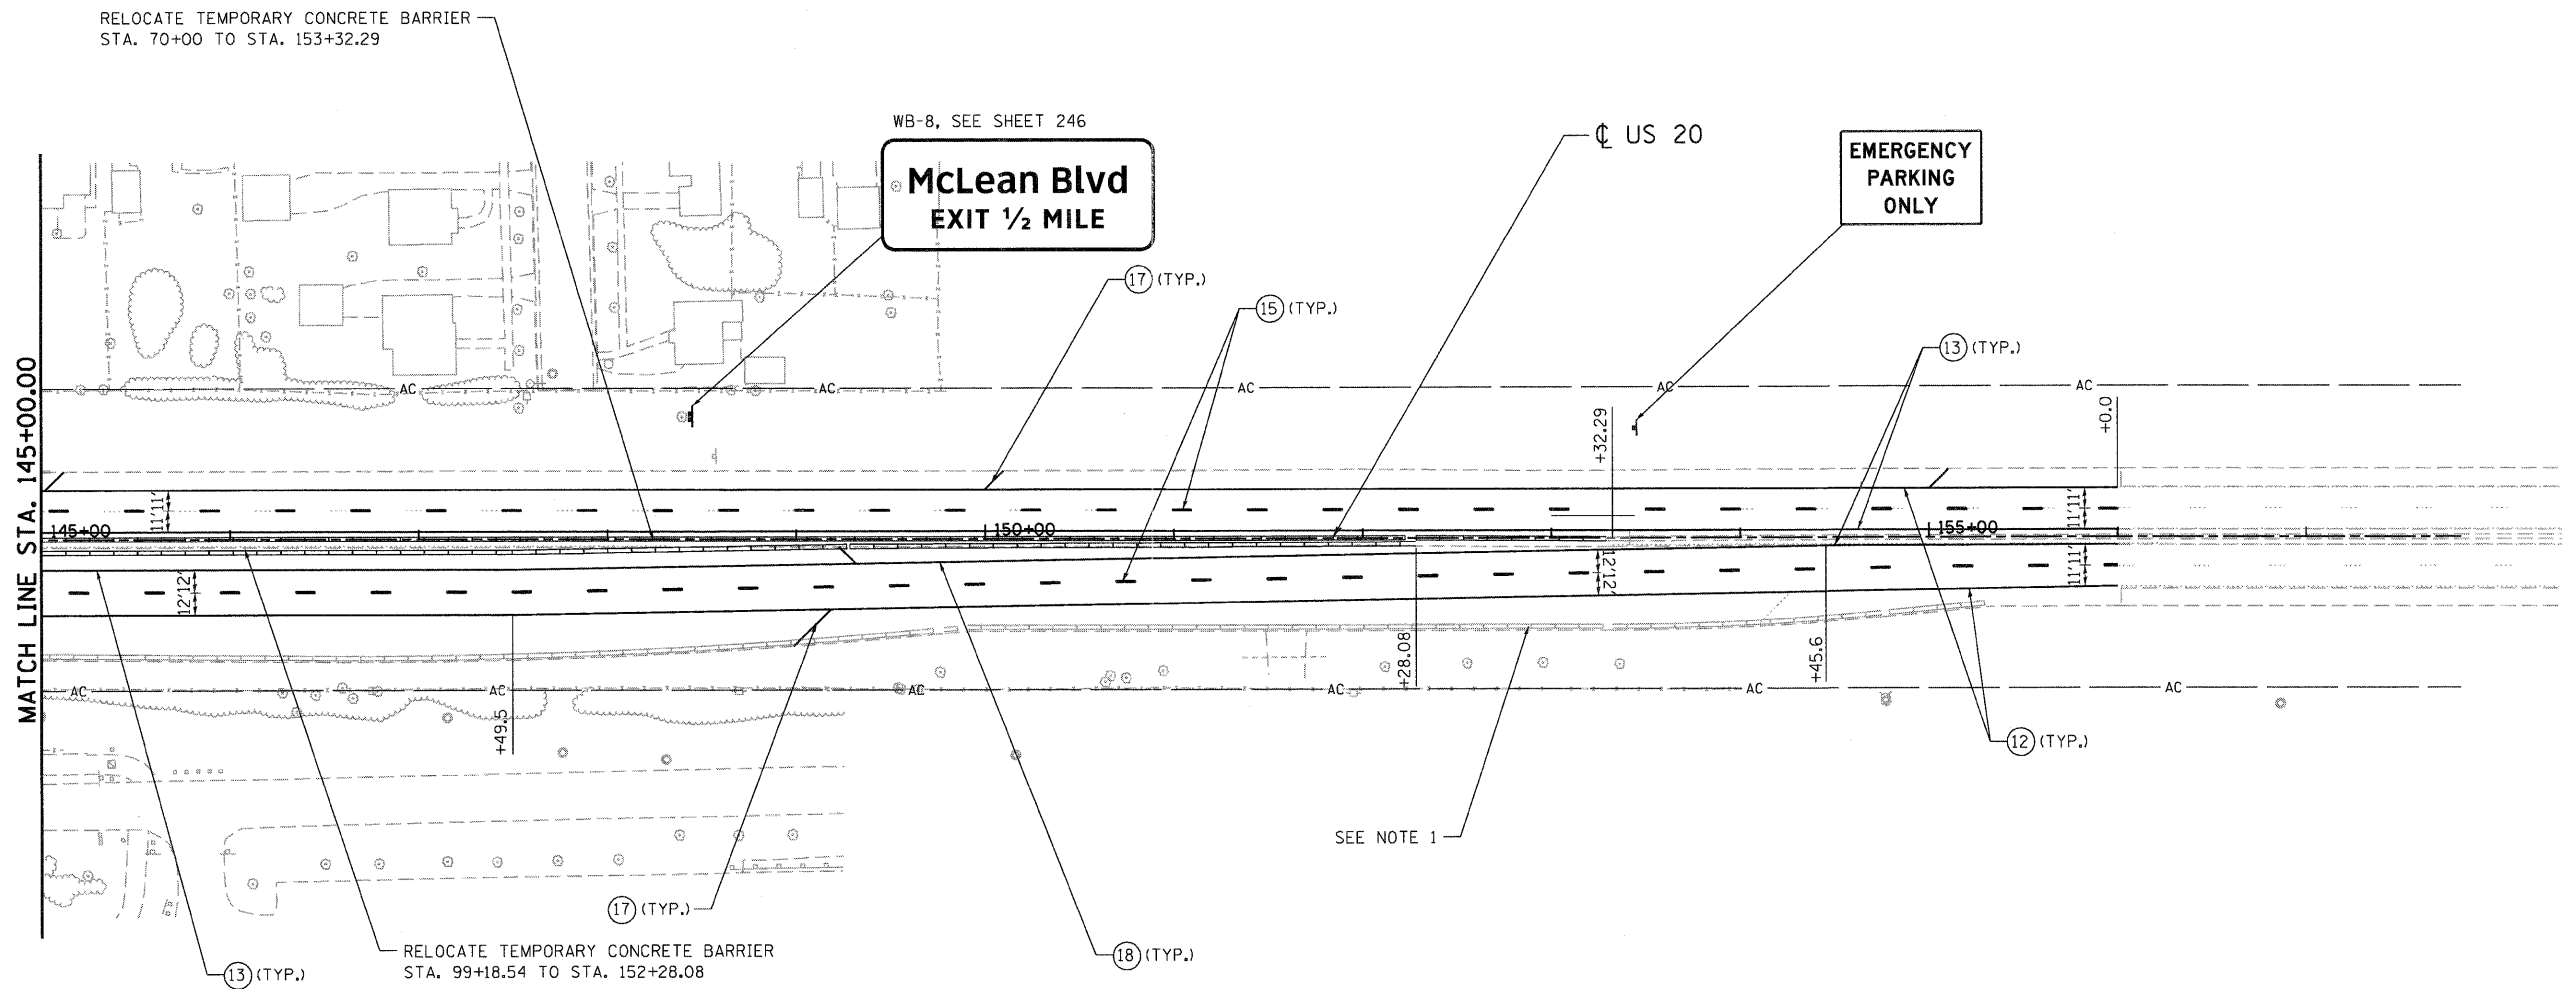 RELOCATE TEMPORARY CONCRETE BARRIER
STA. 70+00 TO STA. 153+32.29
WB-8, SEE SHEET 246
McLean Blvd
EXIT ½ MILE
℄ US 20
EMERGENCY
PARKING
ONLY
17 (TYP.)
15 (TYP.)
13 (TYP.)
MATCH LINE STA. 145+00.00
AC
AC
AC
AC
AC
+32.29
+0.0
11'
11'
11'
11'
145+00
150+00
155+00
12'
12'
12'
12'
11'
11'
+28.08
+45.6
AC
AC
AC
AC
AC
AC
+49.5
12 (TYP.)
SEE NOTE 1
17 (TYP.)
RELOCATE TEMPORARY CONCRETE BARRIER
STA. 99+18.54 TO STA. 152+28.08
13 (TYP.)
18 (TYP.)